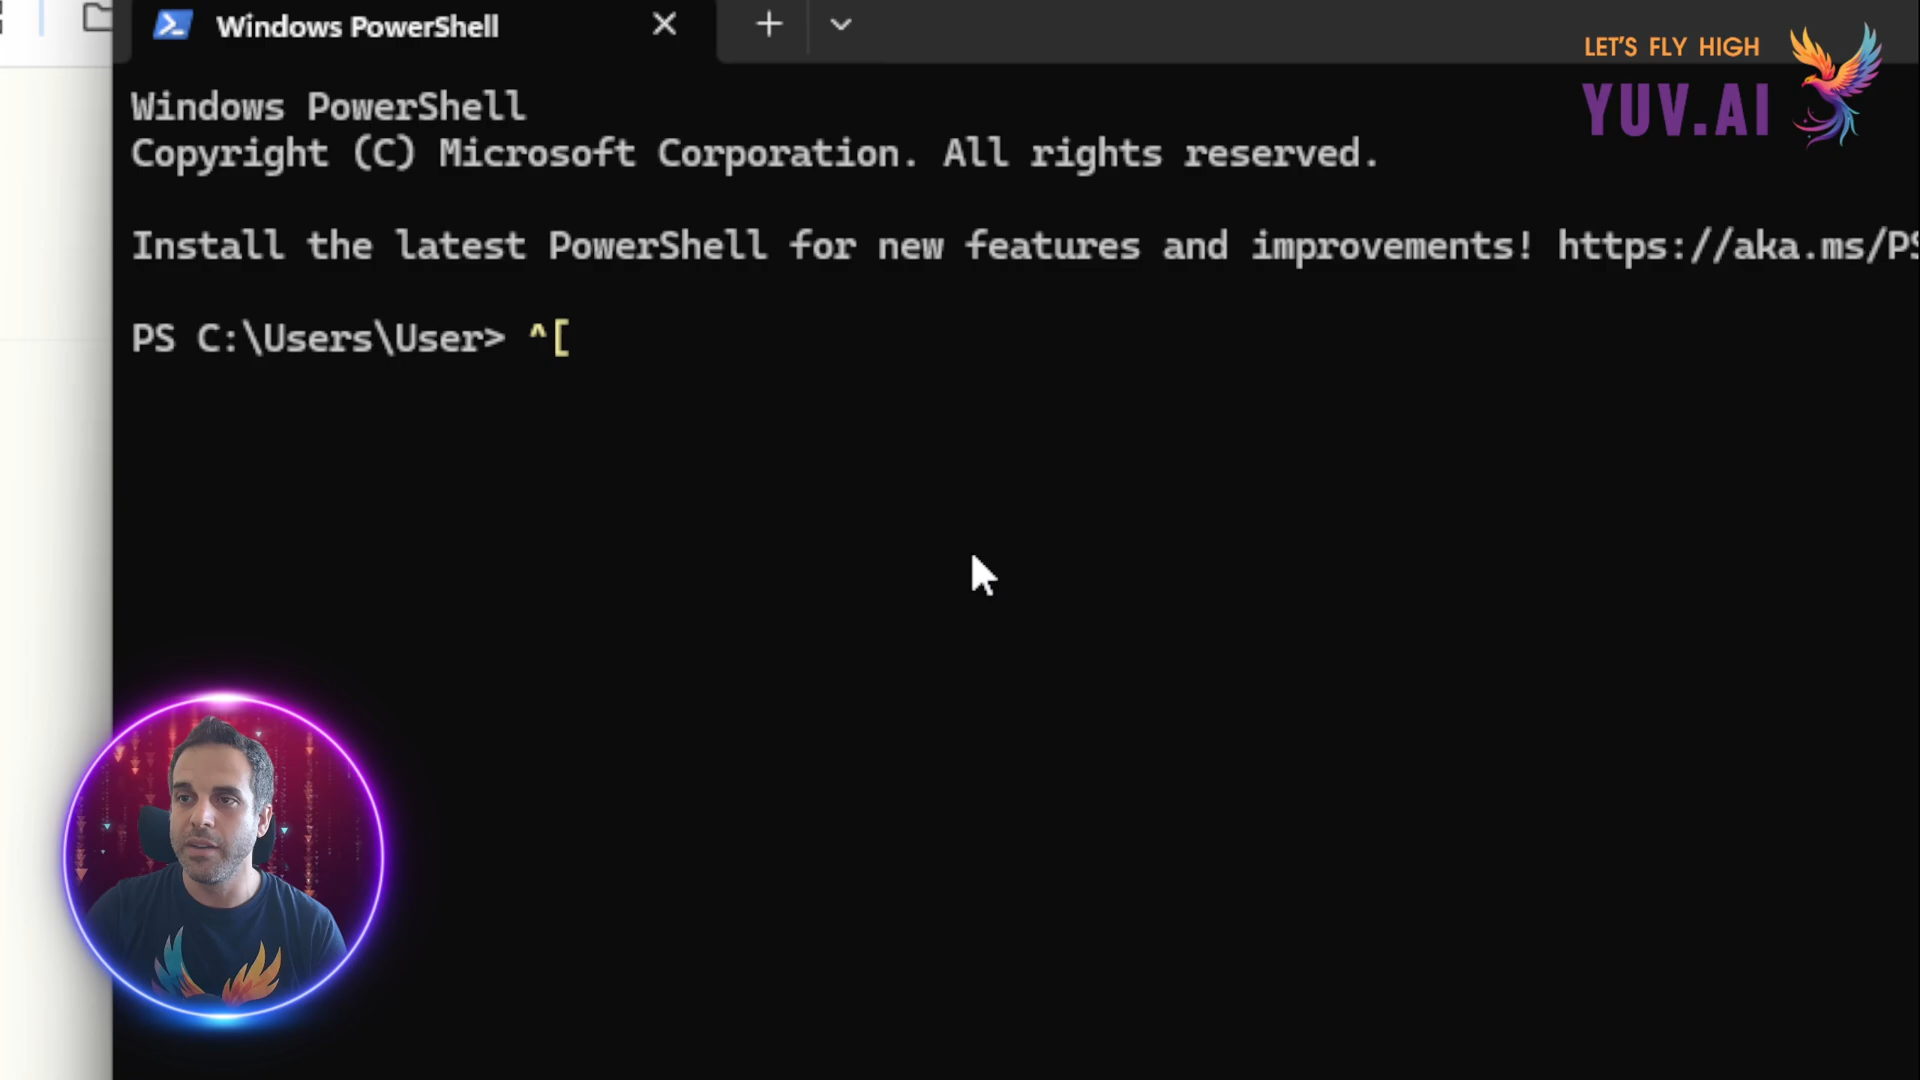 Windows PowerShell
LET'S FLY HIGH
YUV.AI
Windows PowerShell
Copyright (C) Microsoft Corporation. All rights reserved.
Install the latest PowerShell for new features and improvements! https://aka.ms/PS
PS C:\Users\User> ^[